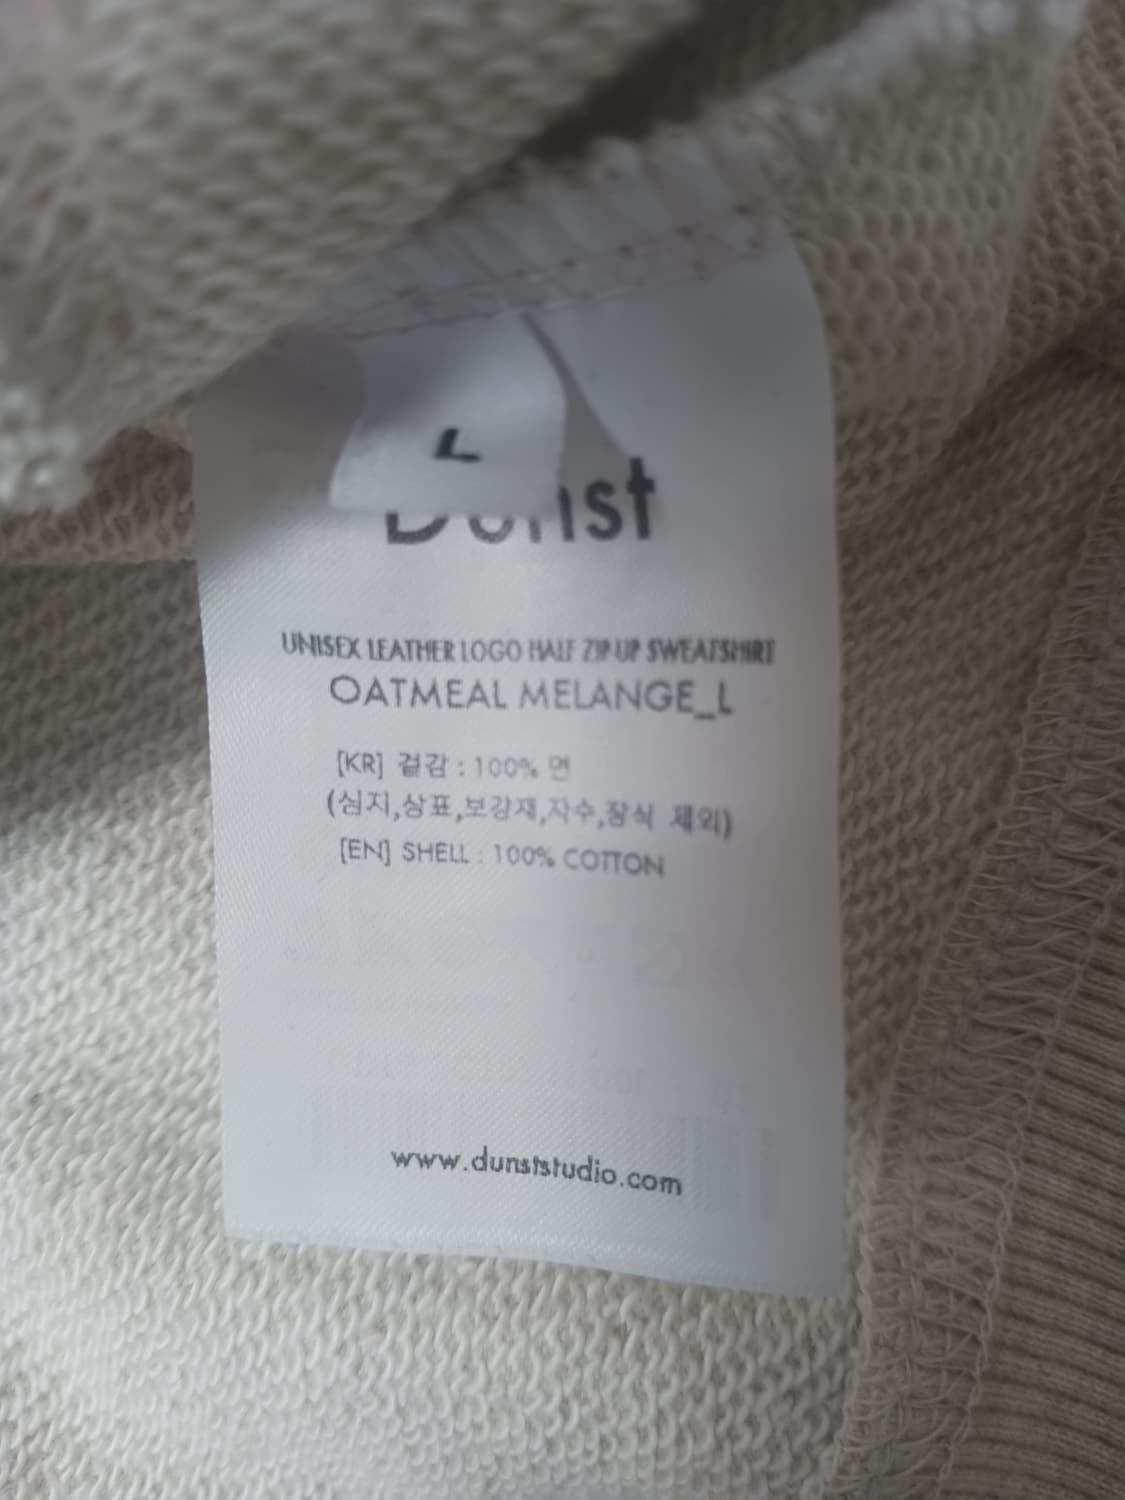 L
Dunst
UNISEX LEATHER LOGO HALF ZIP-UP SWEATSHIRT
OATMEAL MELANGE_L
[KR] 겉감 : 100% 면
(심지,상표,보강재,자수,장식 제외)
[EN] SHELL : 100% COTTON
www.dunststudio.com